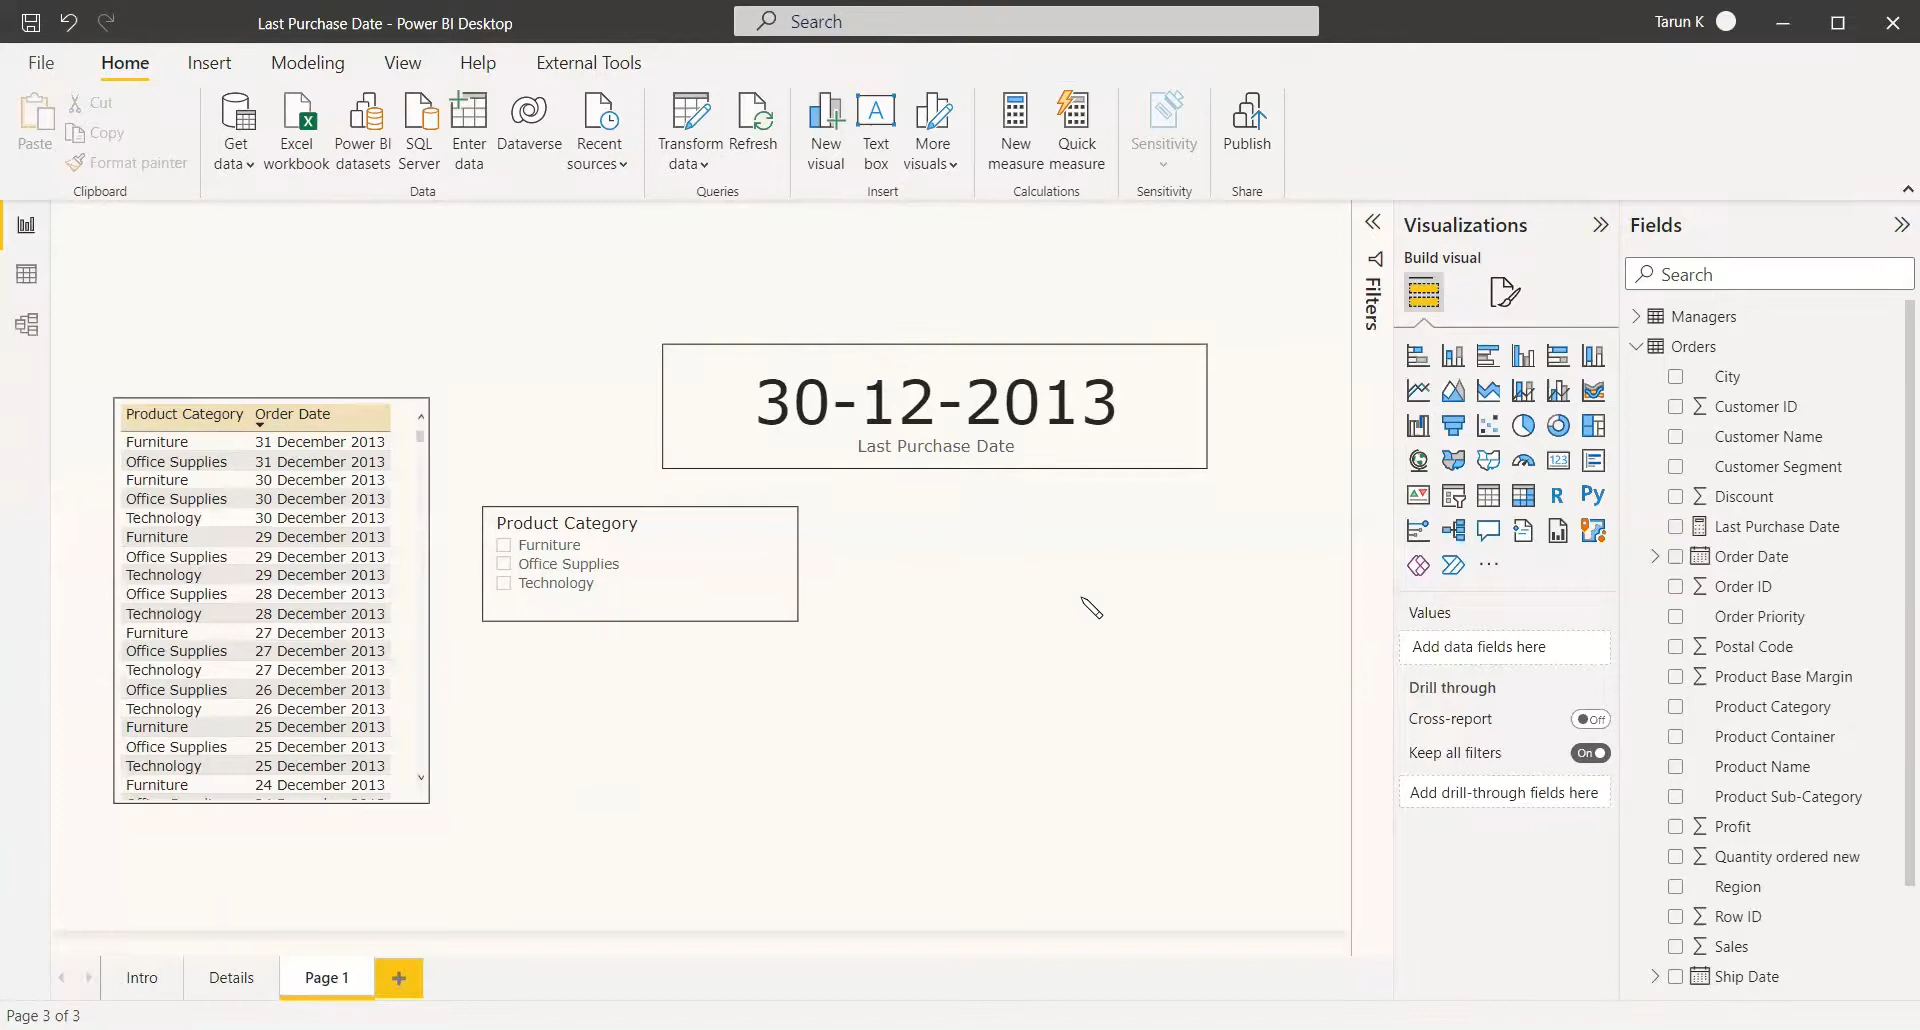 Last Purchase Date - Power BI Desktop
Search
Tarun K
File Home Insert Modeling View Help External Tools
Paste
Cut
Copy
Format painter
Clipboard
Get data
Excel workbook
Power BI datasets
SQL Server
Enter data
Dataverse
Recent sources
Data
Transform data
Refresh
Queries
New visual
Text box
More visuals
Insert
New measure
Quick measure
Calculations
Sensitivity
Sensitivity
Publish
Share
30-12-2013
Last Purchase Date
Product Category Order Date
Furniture 31 December 2013
Office Supplies 31 December 2013
Furniture 30 December 2013
Office Supplies 30 December 2013
Technology 30 December 2013
Furniture 29 December 2013
Office Supplies 29 December 2013
Technology 29 December 2013
Office Supplies 28 December 2013
Technology 28 December 2013
Furniture 27 December 2013
Office Supplies 27 December 2013
Technology 27 December 2013
Office Supplies 26 December 2013
Technology 26 December 2013
Furniture 25 December 2013
Office Supplies 25 December 2013
Technology 25 December 2013
Furniture 24 December 2013
Product Category
Furniture
Office Supplies
Technology
Filters
Visualizations
Build visual
123
R
Py
Values
Add data fields here
Drill through
Cross-report Off
Keep all filters On
Add drill-through fields here
Fields
Search
Managers
Orders
City
Customer ID
Customer Name
Customer Segment
Discount
Last Purchase Date
Order Date
Order ID
Order Priority
Postal Code
Product Base Margin
Product Category
Product Container
Product Name
Product Sub-Category
Profit
Quantity ordered new
Region
Row ID
Sales
Ship Date
Intro Details Page 1
Page 3 of 3